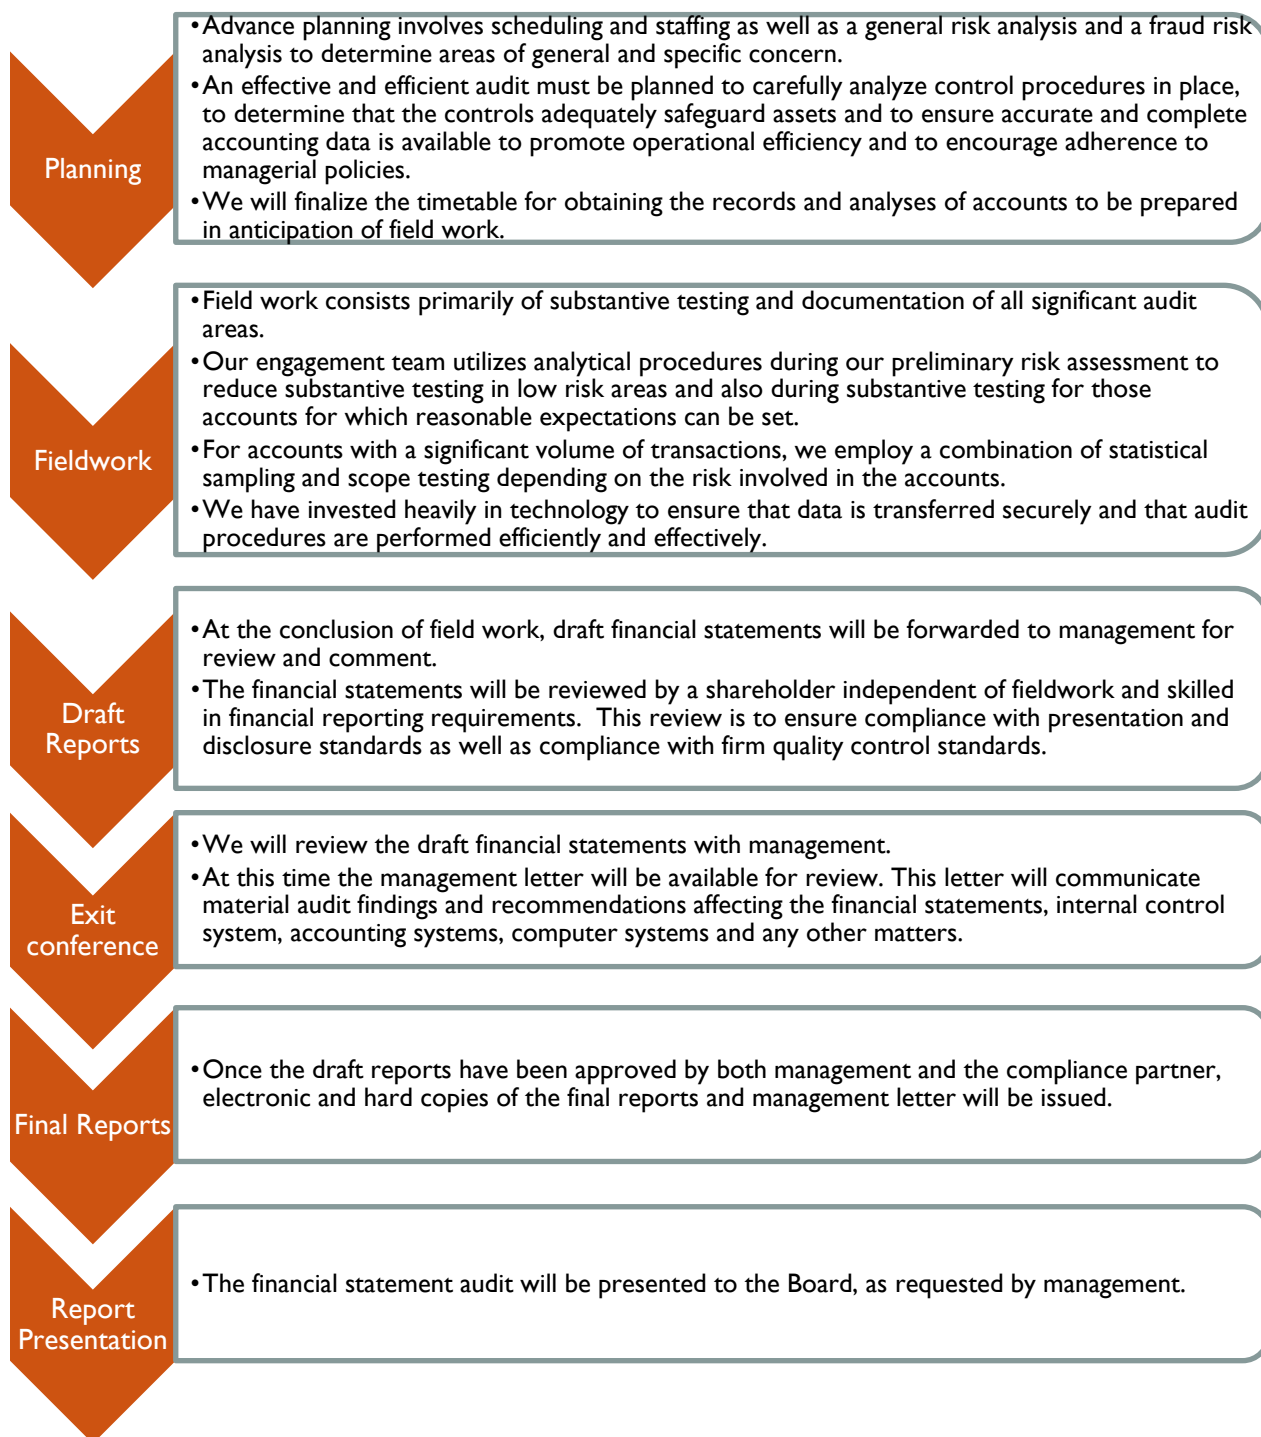 •Advance planning involves scheduling and staffing as well as a general risk analysis and a fraud risk
analysis to determine areas of general and specific concern.
•An effective and efficient audit must be planned to carefully analyze control procedures in place,
to determine that the controls adequately safeguard assets and to ensure accurate and complete
accounting data is available to promote operational efficiency and to encourage adherence to
managerial policies.
•We will finalize the timetable for obtaining the records and analyses of accounts to be prepared
in anticipation of field work.
Planning
•Field work consists primarily of substantive testing and documentation of all significant audit
areas.
•Our engagement team utilizes analytical procedures during our preliminary risk assessment to
reduce substantive testing in low risk areas and also during substantive testing for those
accounts for which reasonable expectations can be set.
•For accounts with a significant volume of transactions, we employ a combination of statistical
sampling and scope testing depending on the risk involved in the accounts.
•We have invested heavily in technology to ensure that data is transferred securely and that audit
procedures are performed efficiently and effectively.
Fieldwork
•At the conclusion of field work, draft financial statements will be forwarded to management for
review and comment.
•The financial statements will be reviewed by a shareholder independent of fieldwork and skilled
in financial reporting requirements.  This review is to ensure compliance with presentation and
disclosure standards as well as compliance with firm quality control standards.
Draft
Reports
•We will review the draft financial statements with management.
•At this time the management letter will be available for review. This letter will communicate
material audit findings and recommendations affecting the financial statements, internal control
system, accounting systems, computer systems and any other matters.
Exit
conference
•Once the draft reports have been approved by both management and the compliance partner,
electronic and hard copies of the final reports and management letter will be issued.
Final Reports
•The financial statement audit will be presented to the Board, as requested by management.
Report
Presentation